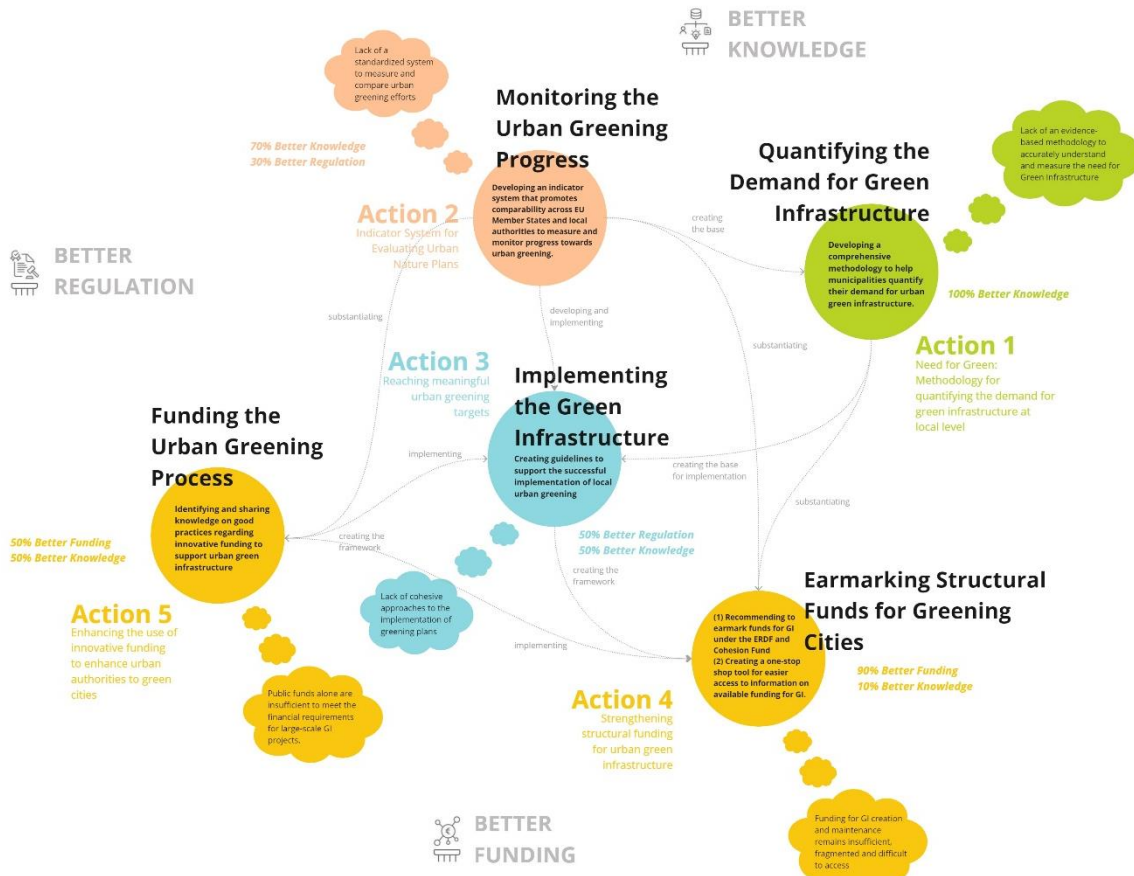 BETTER
KNOWLEDGE
Lack of a
standardized system
to measure and
compare urban
greening efforts
70% Better Knowledge
30% Better Regulation
Monitoring the
Urban Greening
Progress
Developing an indicator
system that promotes
comparability across EU
Member States and local
authorities to measure and
monitor progress towards
urban greening.
Action 2
Indicator System for
Evaluating Urban
Nature Plans
Quantifying the
Demand for Green
Infrastructure
Lack of an evidence-
based methodology to
accurately understand
and measure the need for
Green Infrastructure
Developing a
comprehensive
methodology to help
municipalities quantify
their demand for urban
green infrastructure.
100% Better Knowledge
Action 1
Need for Green:
Methodology for
quantifying the demand for
green infrastructure at
local level
creating
the base
BETTER
REGULATION
substantiating
developing and
implementing
substantiating
Action 3
Reaching meaningful
urban greening
targets
Implementing
the Green
Infrastructure
Creating guidelines to
support the successful
implementation of local
urban greening
50% Better Regulation
50% Better Knowledge
Lack of cohesive
approaches to the
implementation of
greening plans
implementing
creating the base
for implementation
substantiating
creating the
framework
creating the
framework
implementing
Funding the
Urban Greening
Process
Identifying and sharing
knowledge on good
practices regarding
innovative funding to
support urban green
infrastructure
50% Better Funding
50% Better Knowledge
Action 5
Enhancing the use of
innovative funding
to enhance urban
authorities to green
cities
Public funds alone are
insufficient to meet the
financial requirements
for large-scale GI
projects.
Earmarking Structural
Funds for Greening
Cities
(1) Recommending to
earmark funds for GI
under the ERDF and
Cohesion Fund
(2) Creating a one-stop
shop tool for easier
access to information on
available funding for GI.
90% Better Funding
10% Better Knowledge
Action 4
Strengthening
structural funding
for urban green
infrastructure
Funding for GI creation
and maintenance
remains insufficient,
fragmented and difficult
to access
BETTER
FUNDING